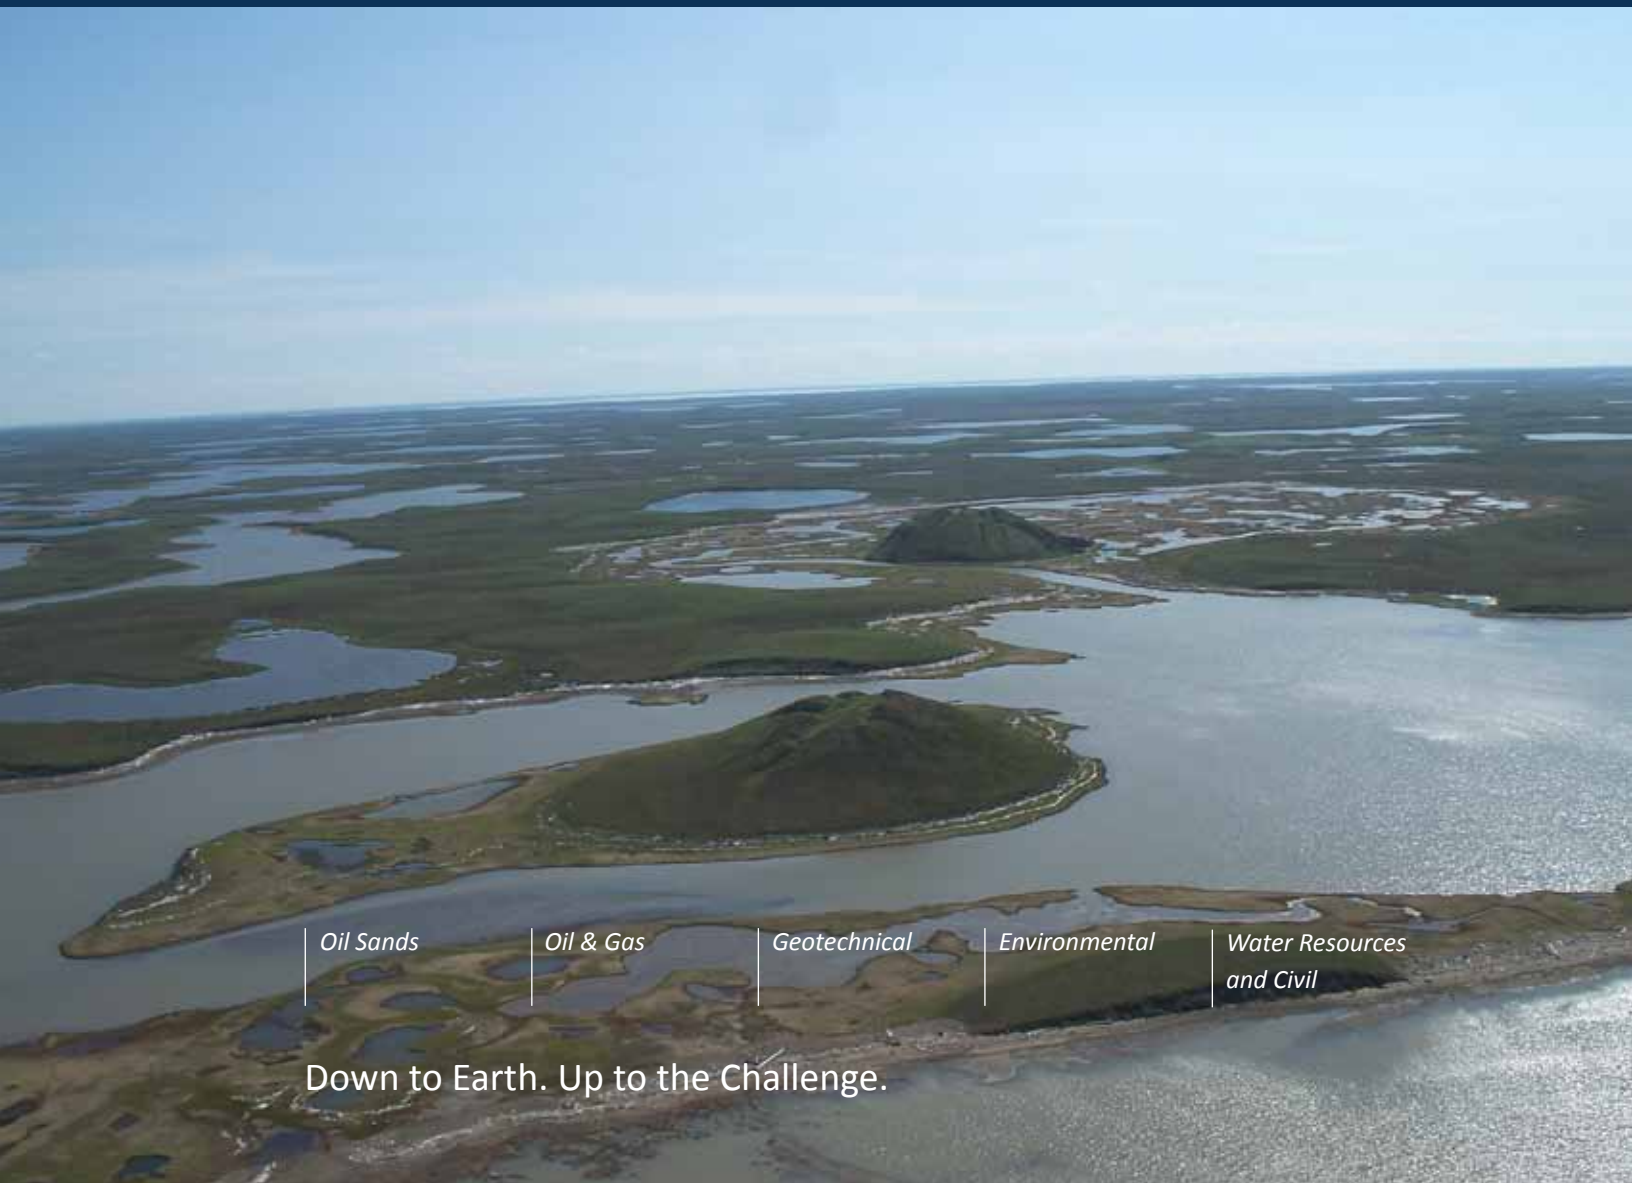 Oil Sands
Oil & Gas
Geotechnical
Environmental
Water Resources
and Civil
Down to Earth. Up to the Challenge.